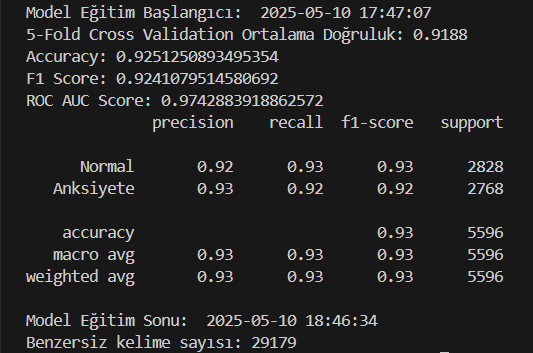 Model Eğitim Başlangıcı:  2025-05-10 17:47:07
5-Fold Cross Validation Ortalama Doğruluk: 0.9188
Accuracy: 0.9251250893495354
F1 Score: 0.9241079514580692
ROC AUC Score: 0.9742883918862572
precision recall f1-score support
Normal 0.92 0.93 0.93 2828
Anksiyete 0.93 0.92 0.92 2768
accuracy 0.93 5596
macro avg 0.93 0.93 0.93 5596
weighted avg 0.93 0.93 0.93 5596
Model Eğitim Sonu:  2025-05-10 18:46:34
Benzersiz kelime sayısı: 29179